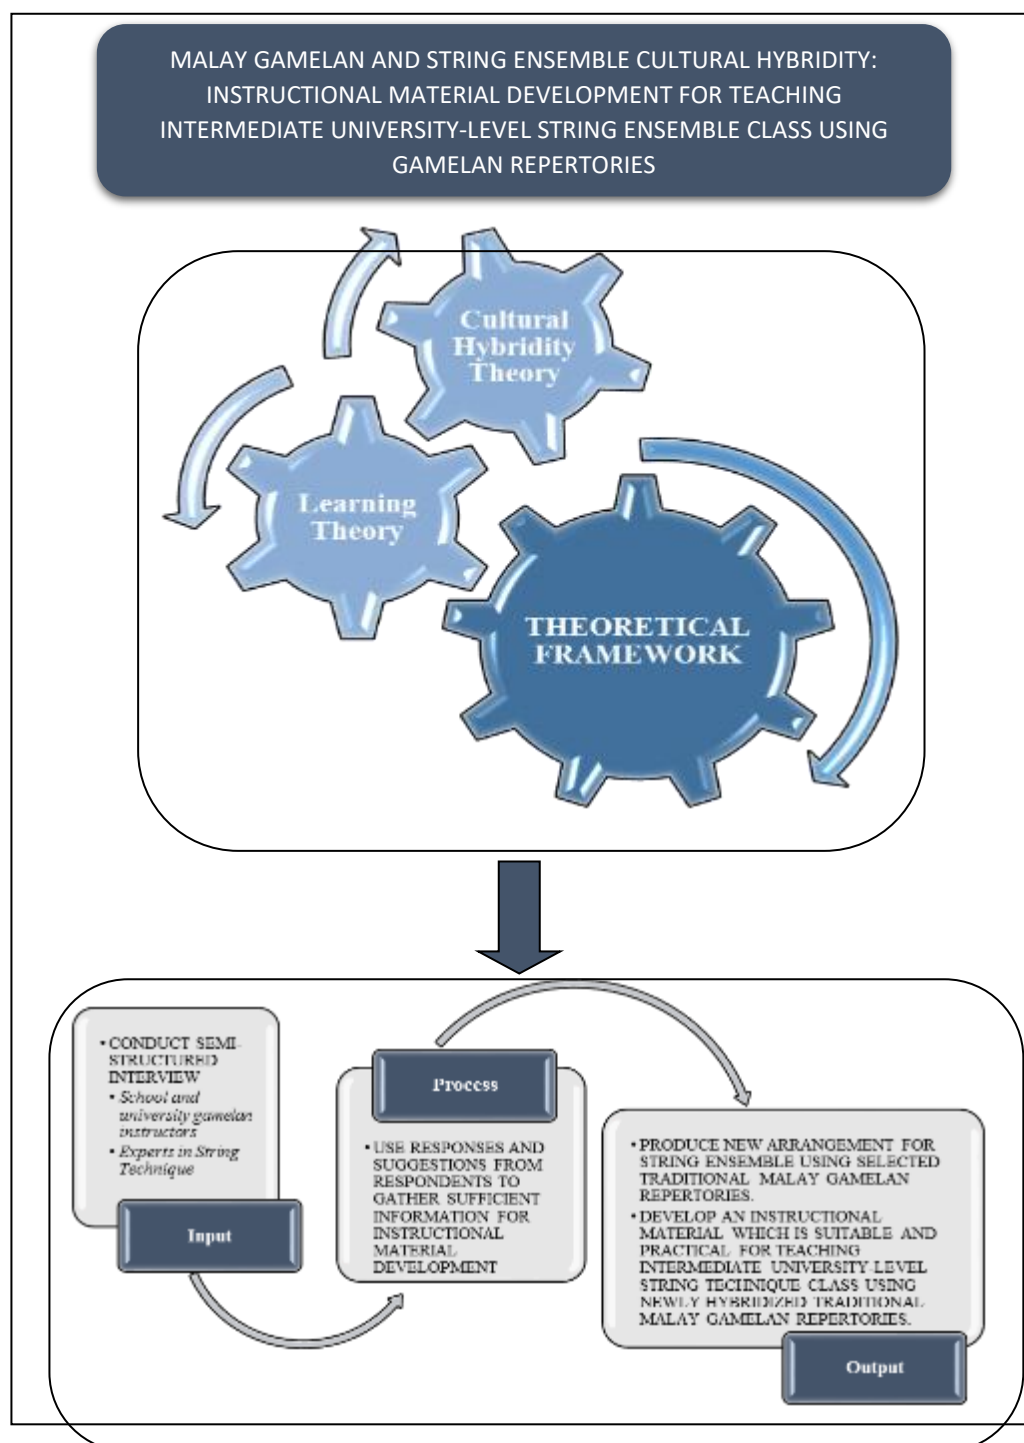 MALAY GAMELAN AND STRING ENSEMBLE CULTURAL HYBRIDITY:
INSTRUCTIONAL MATERIAL DEVELOPMENT FOR TEACHING
INTERMEDIATE UNIVERSITY-LEVEL STRING ENSEMBLE CLASS USING
GAMELAN REPERTORIES
Cultural
Hybridity
Theory
Learning
Theory
THEORETICAL
FRAMEWORK
• CONDUCT SEMI-
STRUCTURED
INTERVIEW
• School and
university gamelan
instructors
• Experts in String
Technique
Input
Process
• USE RESPONSES AND
SUGGESTIONS FROM
RESPONDENTS TO
GATHER SUFFICIENT
INFORMATION FOR
INSTRUCTIONAL
MATERIAL
DEVELOPMENT
• PRODUCE NEW ARRANGEMENT FOR
STRING ENSEMBLE USING SELECTED
TRADITIONAL MALAY GAMELAN
REPERTORIES.
• DEVELOP AN INSTRUCTIONAL
MATERIAL WHICH IS SUITABLE AND
PRACTICAL FOR TEACHING
INTERMEDIATE UNIVERSITY-LEVEL
STRING TECHNIQUE CLASS USING
NEWLY HYBRIDIZED TRADITIONAL
MALAY GAMELAN REPERTORIES.
Output